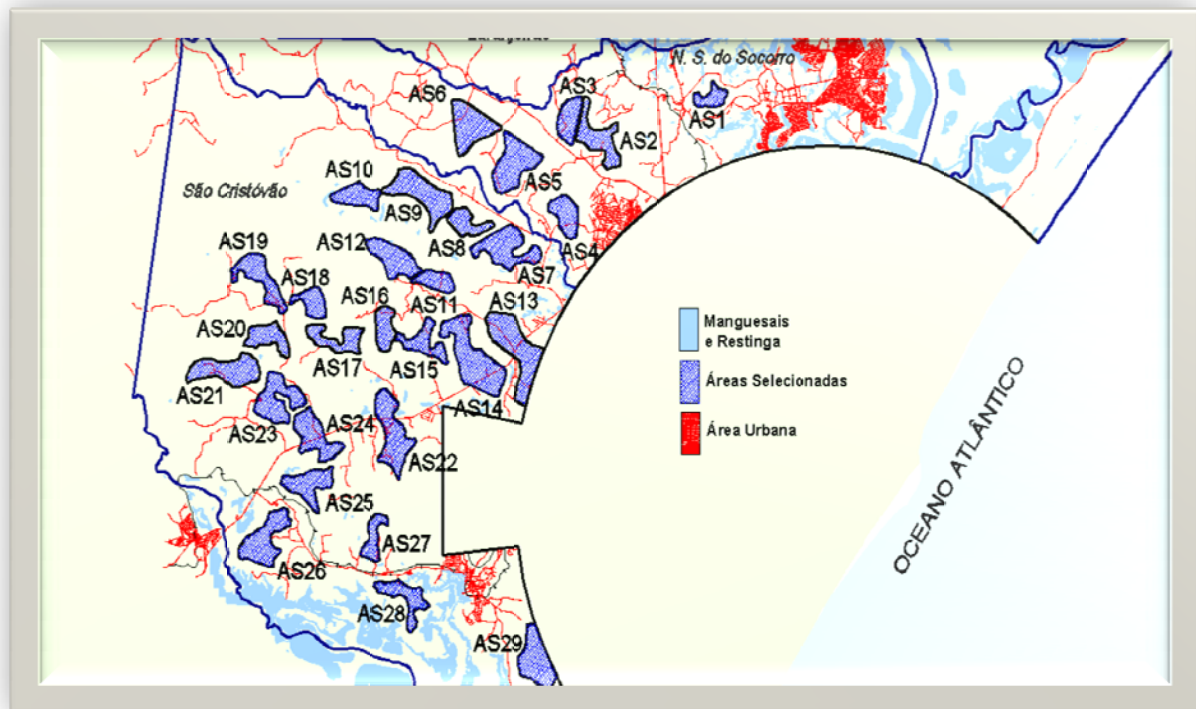 N. S. do Socorro
AS3
AS6
AS1
AS2
AS10
AS5
São Cristóvão
AS9
AS8
AS4
AS12
AS19
AS7
AS18
AS16
AS11
AS13
AS20
AS17
AS15
AS21
AS14
AS24
AS23
AS22
AS25
AS27
AS26
AS28
AS29
Manguesais
e Restinga
Áreas Selecionadas
Área Urbana
OCEANO ATLÂNTICO